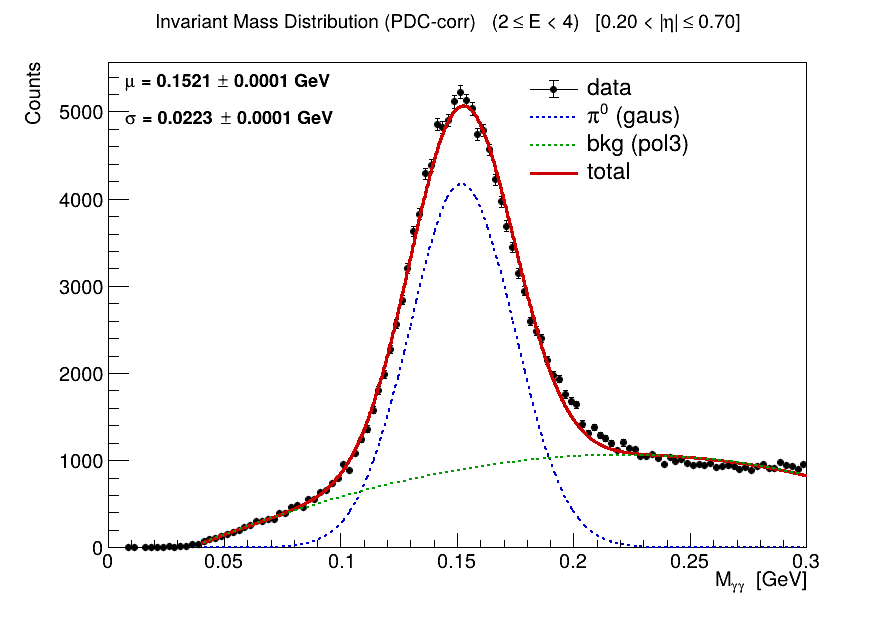 Invariant Mass Distribution (PDC-corr)   (2 ≤ E < 4)   [0.20 < |η| ≤ 0.70]
Counts
μ = 0.1521 ± 0.0001 GeV
σ = 0.0223 ± 0.0001 GeV
data
π⁰ (gaus)
bkg (pol3)
total
5000
4000
3000
2000
1000
0
0 0.05 0.1 0.15 0.2 0.25 0.3
Mγγ [GeV]